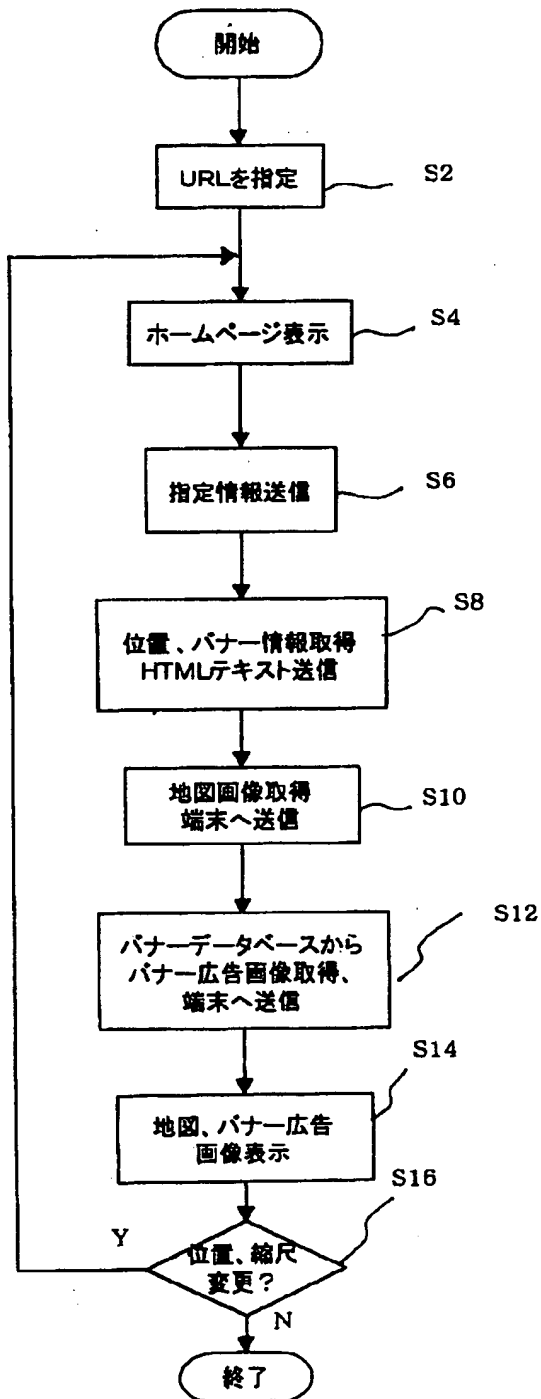 開始
URLを指定
S2
ホームページ表示
S4
指定情報送信
S6
位置、バナー情報取得
HTMLテキスト送信
S8
地図画像取得
端末へ送信
S10
バナーデータベースから
バナー広告画像取得、
端末へ送信
S12
地図、バナー広告
画像表示
S14
位置、縮尺
変更?
S16
Y
N
終了